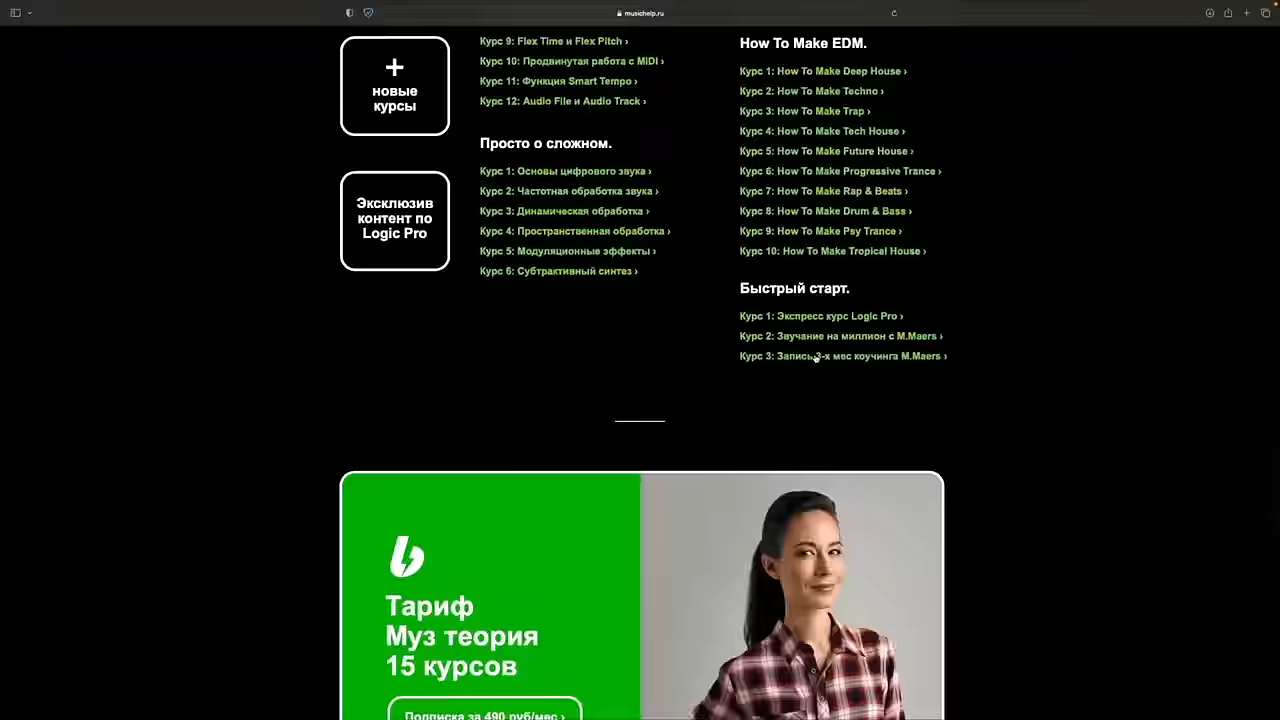 musichelp.ru
+
новые
курсы
Эксклюзив
контент по
Logic Pro
Курс 9: Flex Time и Flex Pitch ›
Курс 10: Продвинутая работа с MIDI ›
Курс 11: Функция Smart Tempo ›
Курс 12: Audio File и Audio Track ›
Просто о сложном.
Курс 1: Основы цифрового звука ›
Курс 2: Частотная обработка звука ›
Курс 3: Динамическая обработка ›
Курс 4: Пространственная обработка ›
Курс 5: Модуляционные эффекты ›
Курс 6: Субтрактивный синтез ›
How To Make EDM.
Курс 1: How To Make Deep House ›
Курс 2: How To Make Techno ›
Курс 3: How To Make Trap ›
Курс 4: How To Make Tech House ›
Курс 5: How To Make Future House ›
Курс 6: How To Make Progressive Trance ›
Курс 7: How To Make Rap & Beats ›
Курс 8: How To Make Drum & Bass ›
Курс 9: How To Make Psy Trance ›
Курс 10: How To Make Tropical House ›
Быстрый старт.
Курс 1: Экспресс курс Logic Pro ›
Курс 2: Звучание на миллион с M.Maers ›
Курс 3: Запись 3-х мес коучинга M.Maers ›
Тариф
Муз теория
15 курсов
Подписка за 490 руб/мес ›